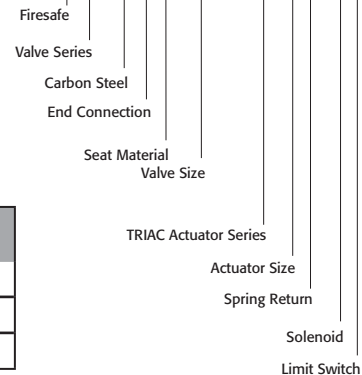 Firesafe
Valve Series
Carbon Steel
End Connection
Seat Material
Valve Size
TRIAC Actuator Series
Actuator Size
Spring Return
Solenoid
Limit Switch